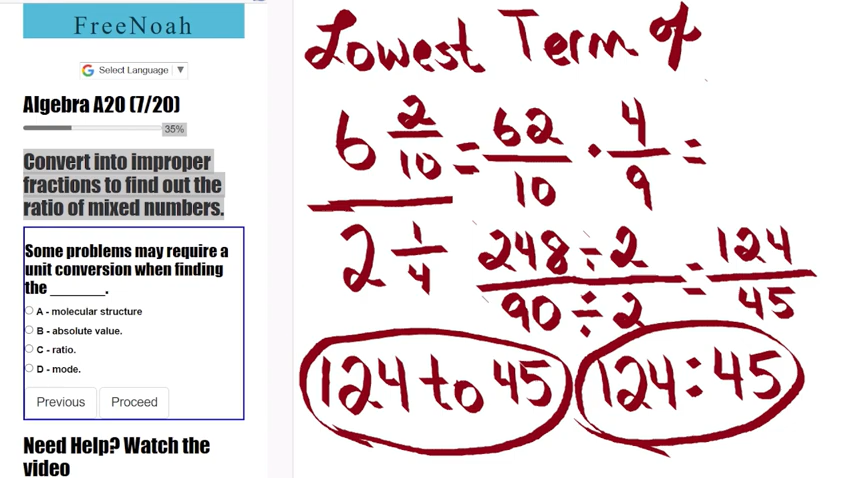 FreeNoah
Select Language ▼
Algebra A20 (7/20)
35%
Convert into improper
fractions to find out the
ratio of mixed numbers.
Some problems may require a
unit conversion when finding
the _______.
A - molecular structure
B - absolute value.
C - ratio.
D - mode.
Previous Proceed
Need Help? Watch the
video
Lowest Term of
6 2/10 = 62/10 · 4/9 =
2 1/4
248 ÷ 2 / 90 ÷ 2 = 124/45
124 to 45 124:45